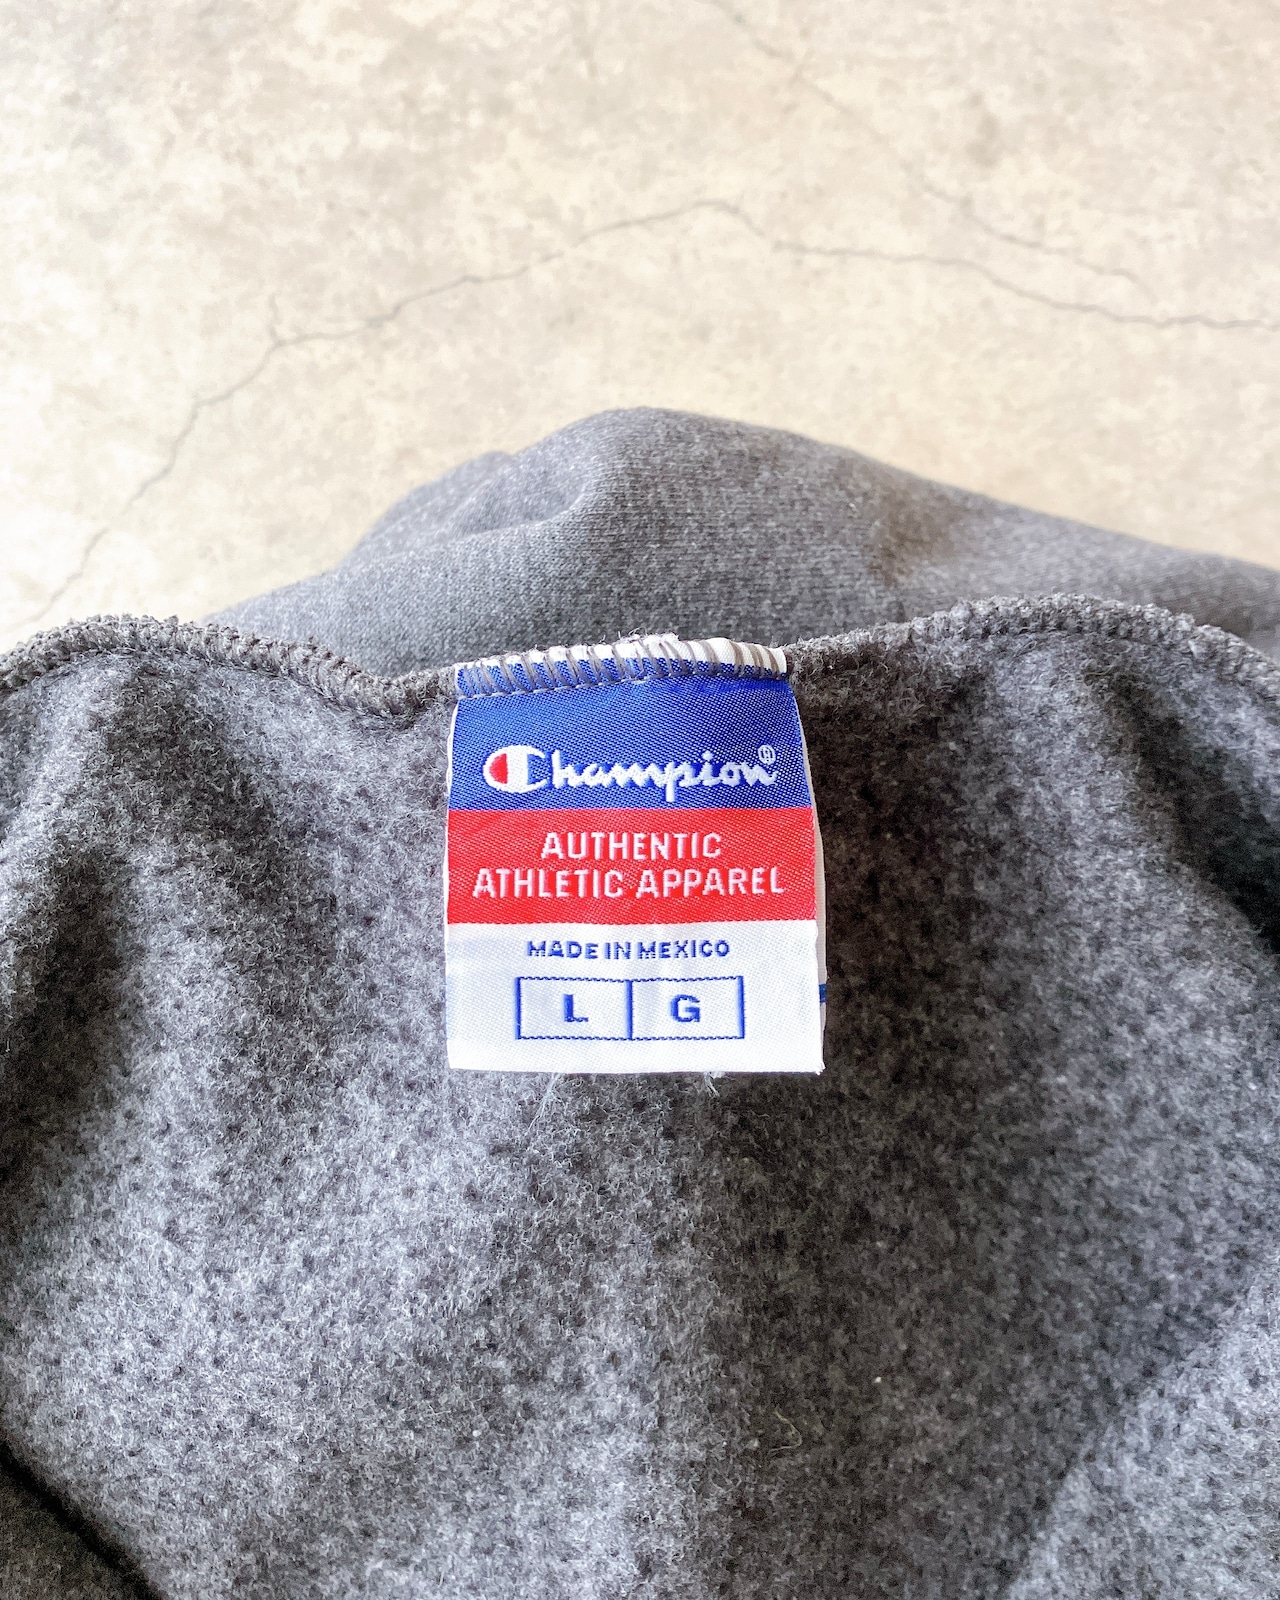 Champion®
AUTHENTIC
ATHLETIC APPAREL
MADE IN MEXICO
L G